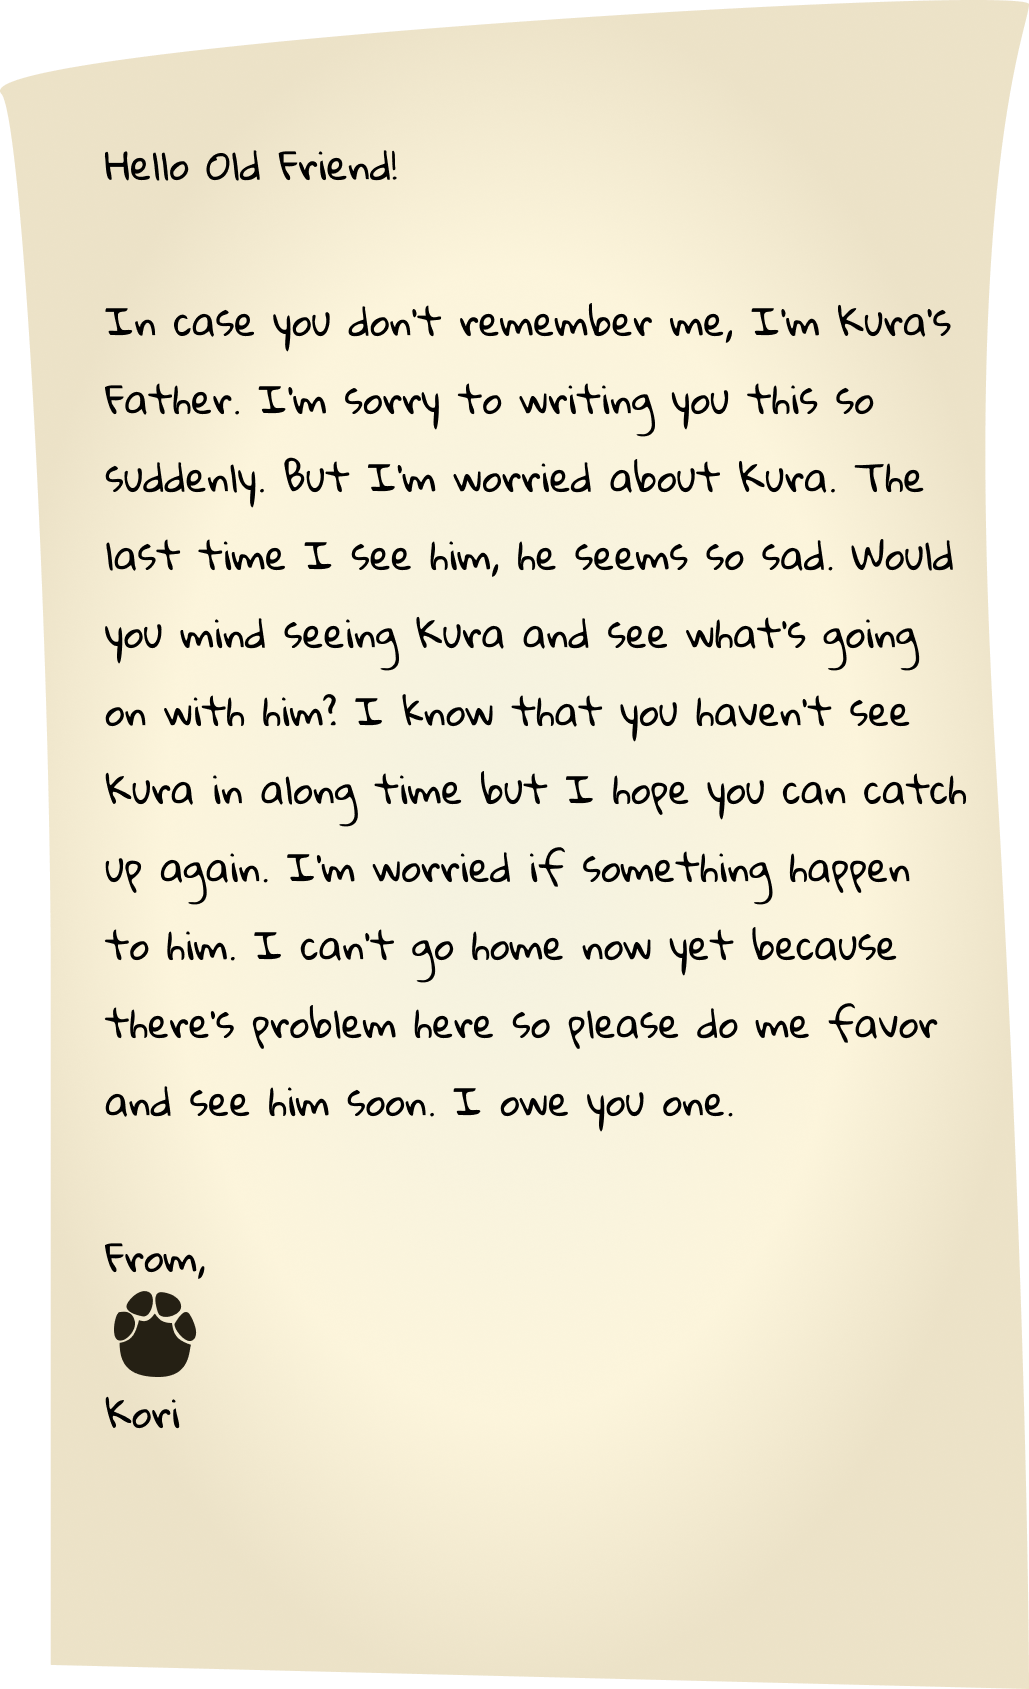 Hello Old Friend!
In case you don't remember me, I'm Kura's
Father. I'm sorry to writing you this so
suddenly. But I'm worried about Kura. The
last time I see him, he seems so sad. Would
you mind seeing Kura and see what's going
on with him? I know that you haven't see
Kura in along time but I hope you can catch
up again. I'm worried if something happen
to him. I can't go home now yet because
there's problem here so please do me favor
and see him soon. I owe you one.
From,
Kori